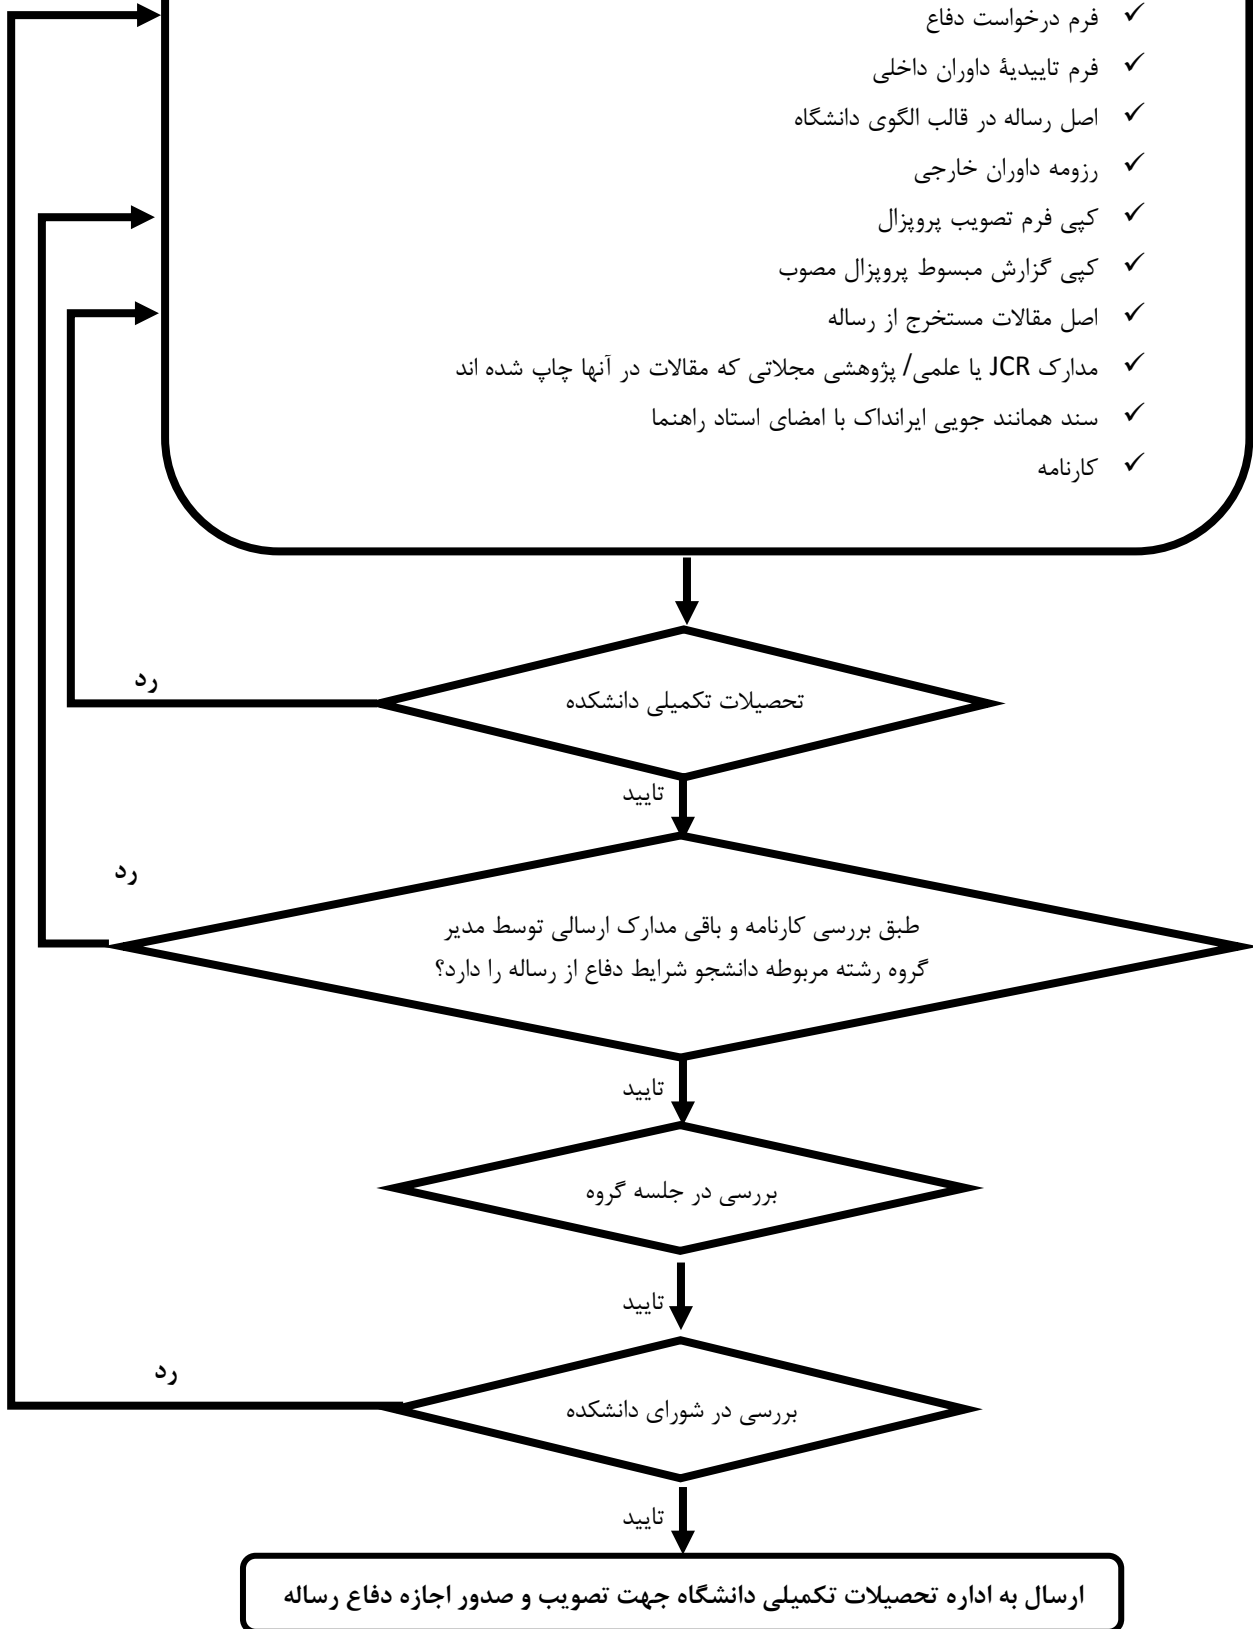 ✓ فرم درخواست دفاع
✓ فرم تاییدیۀ داوران داخلی
✓ اصل رساله در قالب الگوی دانشگاه
✓ رزومه داوران خارجی
✓ کپی فرم تصویب پروپزال
✓ کپی گزارش مبسوط پروپزال مصوب
✓ اصل مقالات مستخرج از رساله
✓ مدارک JCR یا علمی/ پژوهشی مجلاتی که مقالات در آنها چاپ شده اند
✓ سند همانند جویی ایرانداک با امضای استاد راهنما
✓ کارنامه
تحصیلات تکمیلی دانشکده
رد
تایید
رد
طبق بررسی کارنامه و باقی مدارک ارسالی توسط مدیر
گروه رشته مربوطه دانشجو شرایط دفاع از رساله را دارد؟
تایید
بررسی در جلسه گروه
تایید
رد
بررسی در شورای دانشکده
تایید
ارسال به اداره تحصیلات تکمیلی دانشگاه جهت تصویب و صدور اجازه دفاع رساله